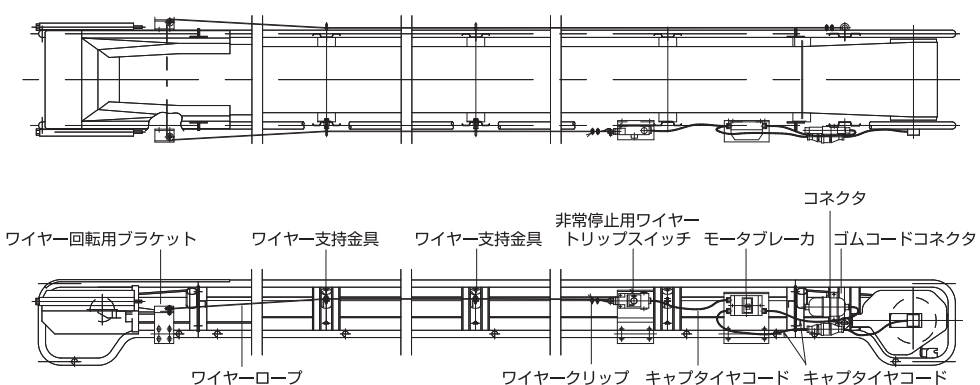 コネクタ
非常停止用ワイヤー
ワイヤー回転用ブラケット
ワイヤー支持金具
ワイヤー支持金具
トリップスイッチ
モータブレーカ
ゴムコードコネクタ
ワイヤーロープ
ワイヤークリップ
キャプタイヤコード
キャプタイヤコード